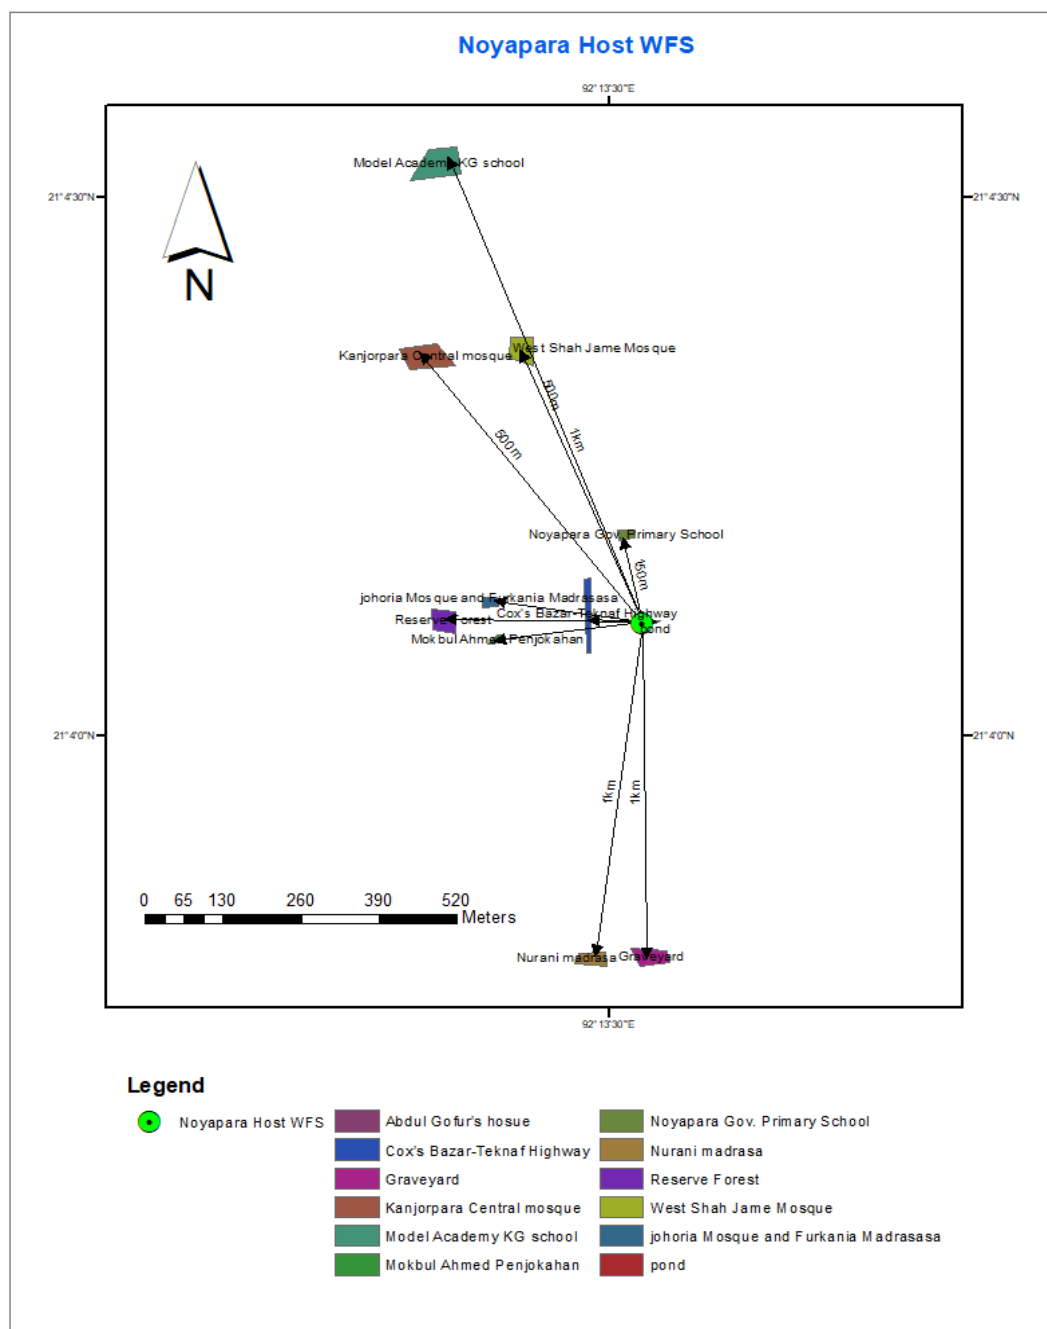 Noyapara Host WFS
92°13'30"E
Model Academy KG school
21°4'30"N
21°4'30"N
N
West Shah Jame Mosque
Kanjorpara Central mosque
500m
1km
500m
Noyapara Gov. Primary School
150m
johoria Mosque and Furkania Madrasasa
Cox's Bazar-Teknaf Highway
Reserve Forest
pond
Mokbul Ahmed Penjokahan
21°4'0"N
21°4'0"N
1km
1km
0 65 130 260 390 520
Meters
Nurani madrasa
Graveyard
92°13'30"E
Legend
Noyapara Host WFS
Abdul Gofur's hosue
Cox's Bazar-Teknaf Highway
Graveyard
Kanjorpara Central mosque
Model Academy KG school
Mokbul Ahmed Penjokahan
Noyapara Gov. Primary School
Nurani madrasa
Reserve Forest
West Shah Jame Mosque
johoria Mosque and Furkania Madrasasa
pond